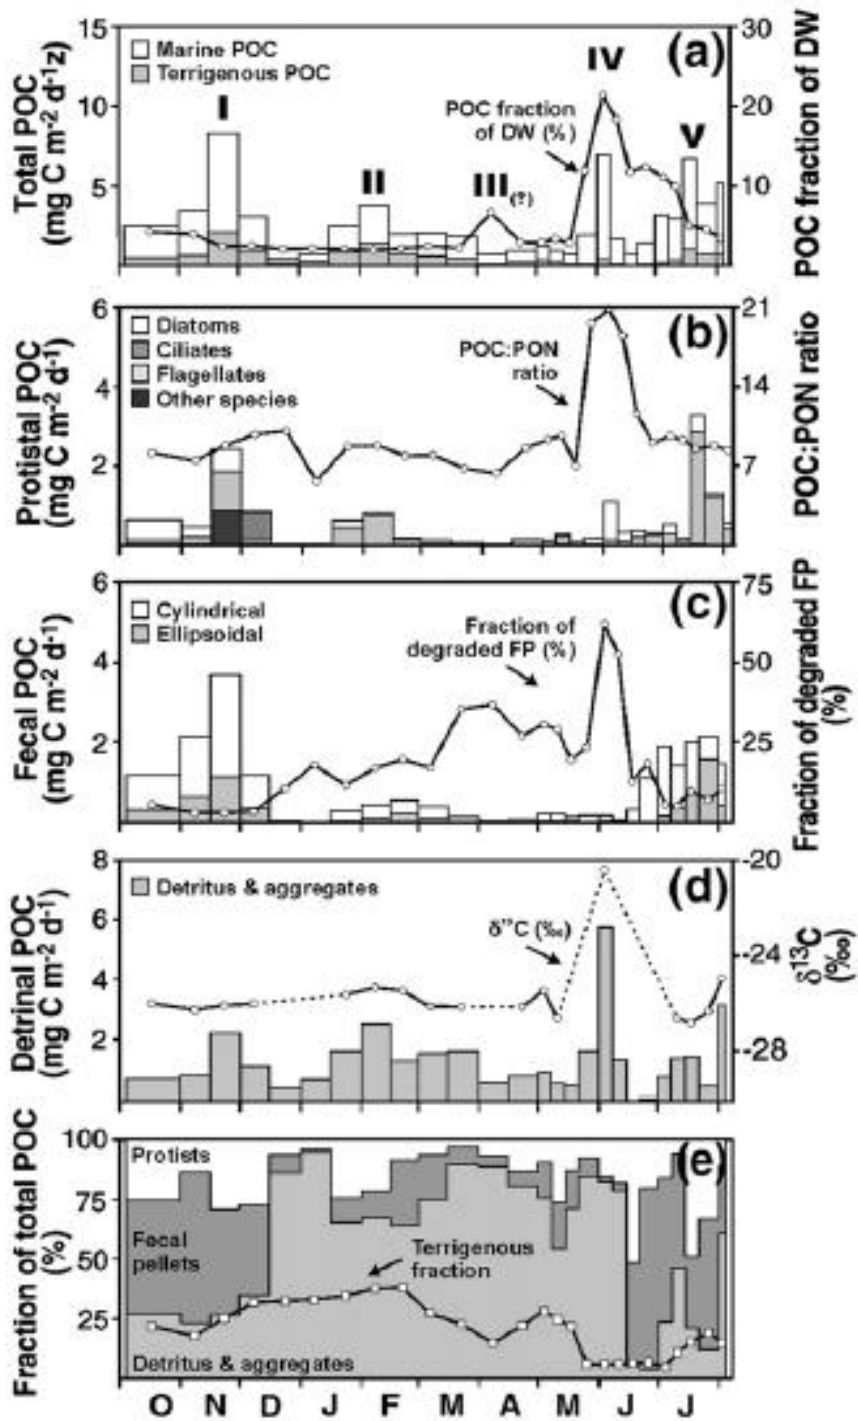 15
30
Marine POC
Terrigenous POC
(a)
IV
I
10
20
POC fraction
of DW (%)
V
II
III(?)
5
10
Total POC
(mg C m-2 d-1z)
POC fraction of DW
6
21
Diatoms
Ciliates
Flagellates
Other species
(b)
POC:PON
ratio
4
14
2
7
Protistal POC
(mg C m-2 d-1)
POC:PON ratio
6
75
Cylindrical
Ellipsoidal
(c)
Fraction of
degraded FP (%)
4
50
2
25
Fecal POC
(mg C m-2 d-1)
Fraction of degraded FP
(%)
8
-20
Detritus & aggregates
(d)
6
δ"C (‰)
-24
4
2
-28
Detrinal POC
(mg C m-2 d-1)
δ13C
(‰)
100
Protists
(e)
75
Fecal
pellets
50
Terrigenous
fraction
25
Detritus & aggregates
Fraction of total POC
(%)
O N D J F M A M J J